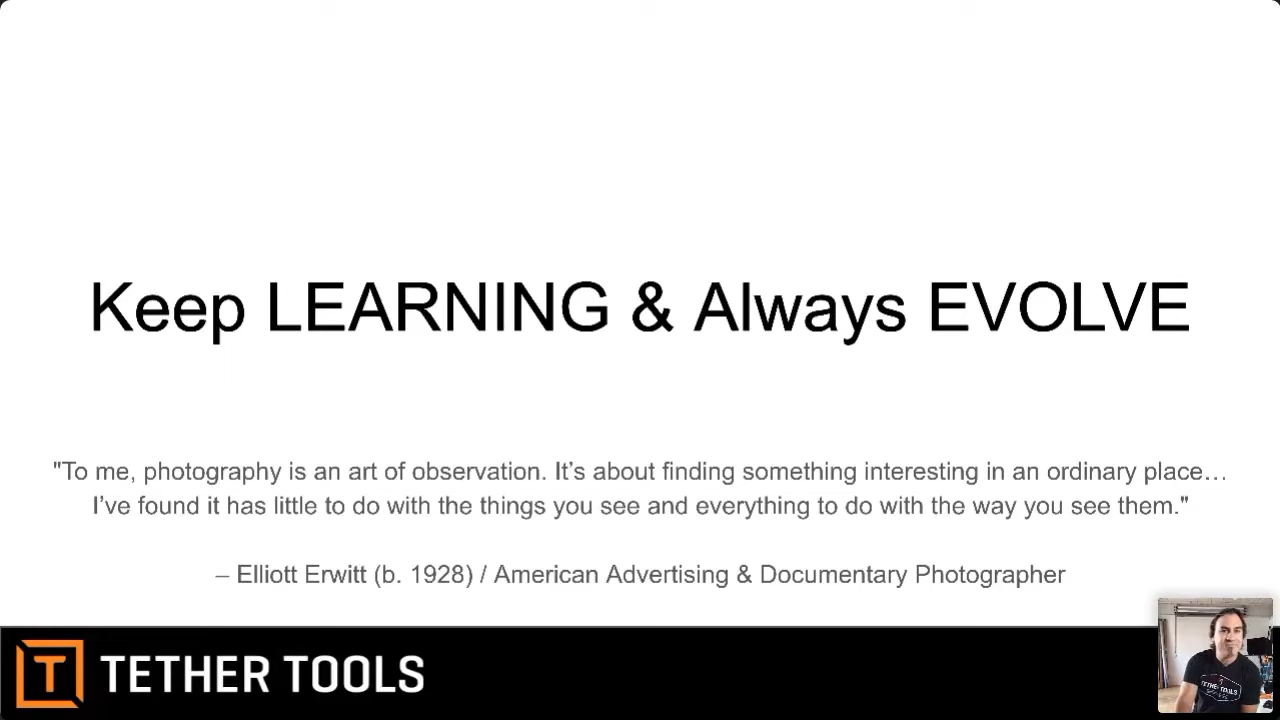 Keep LEARNING & Always EVOLVE
"To me, photography is an art of observation. It’s about finding something interesting in an ordinary place…
I’ve found it has little to do with the things you see and everything to do with the way you see them."
– Elliott Erwitt (b. 1928) / American Advertising & Documentary Photographer
T TETHER TOOLS
TETHER TOOLS